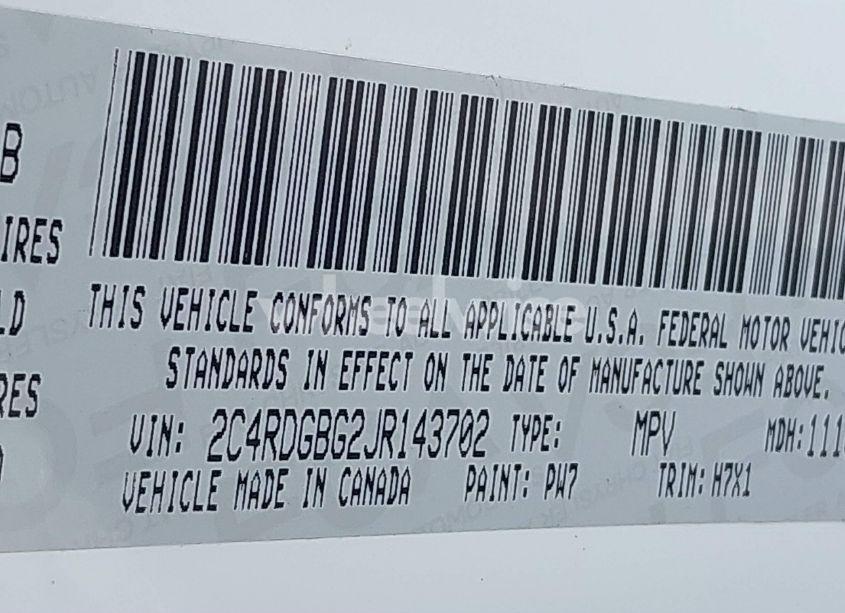 B
IRES
LD
RES
THIS VEHICLE CONFORMS TO ALL APPLICABLE U.S.A. FEDERAL MOTOR VEHIC
STANDARDS IN EFFECT ON THE DATE OF MANUFACTURE SHOWN ABOVE.
VIN: 2C4RDGBG2JR143702 TYPE: MPV MDH: 111
VEHICLE MADE IN CANADA PAINT: PW7 TRIM: H7X1